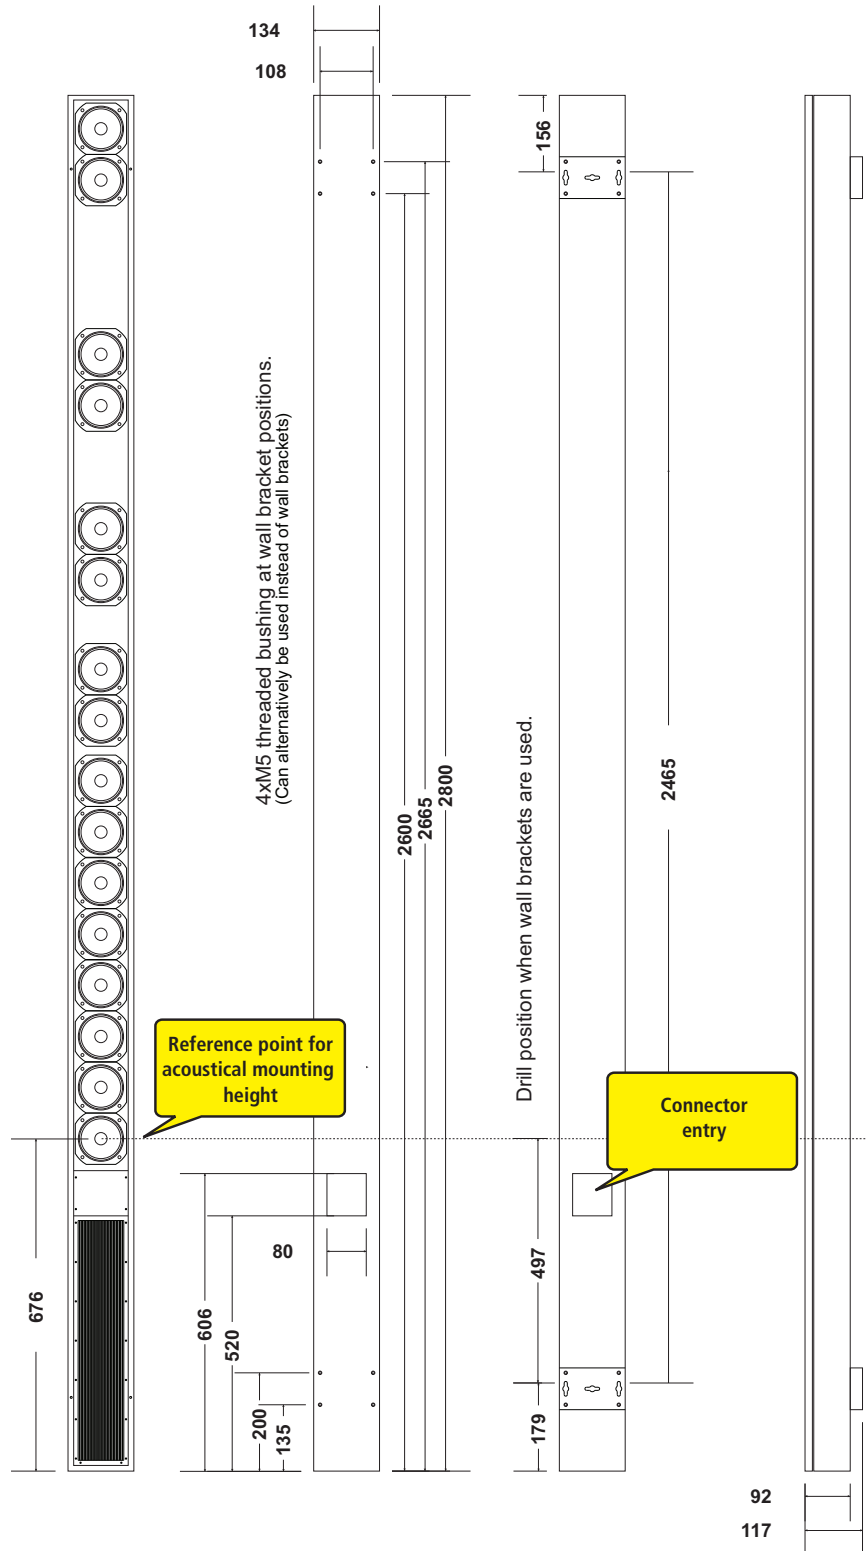 134
108
156
4xM5 threaded bushing at wall bracket positions.
(Can alternatively be used instead of wall brackets)
2600
2665
2800
Drill position when wall brackets are used.
2465
Reference point for
acoustical mounting
height
Connector
entry
676
606
520
80
200
135
497
179
92
117